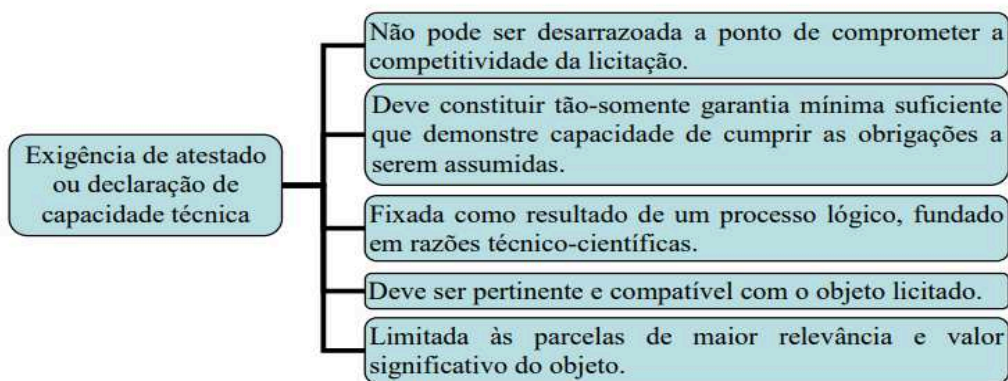 Exigência de atestado
ou declaração de
capacidade técnica
Não pode ser desarrazoada a ponto de comprometer a
competitividade da licitação.
Deve constituir tão-somente garantia mínima suficiente
que demonstre capacidade de cumprir as obrigações a
serem assumidas.
Fixada como resultado de um processo lógico, fundado
em razões técnico-científicas.
Deve ser pertinente e compatível com o objeto licitado.
Limitada às parcelas de maior relevância e valor
significativo do objeto.